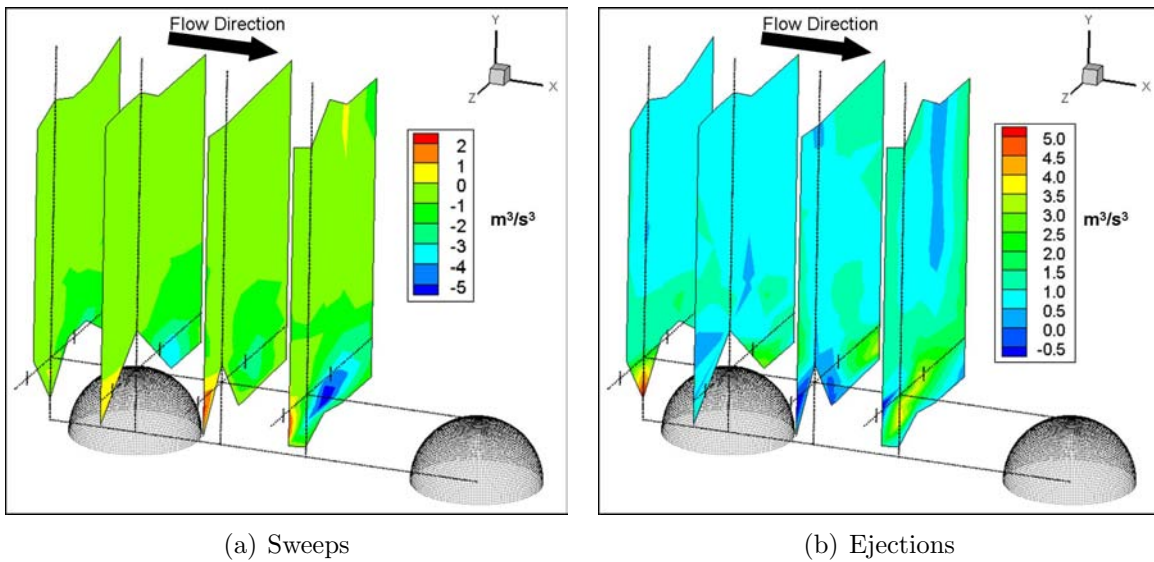 Flow Direction
Y
X
Z
2
1
0
-1
-2
-3
-4
-5
m³/s³
Flow Direction
Y
X
Z
5.0
4.5
4.0
3.5
3.0
2.5
2.0
1.5
1.0
0.5
0.0
-0.5
m³/s³
(a) Sweeps
(b) Ejections